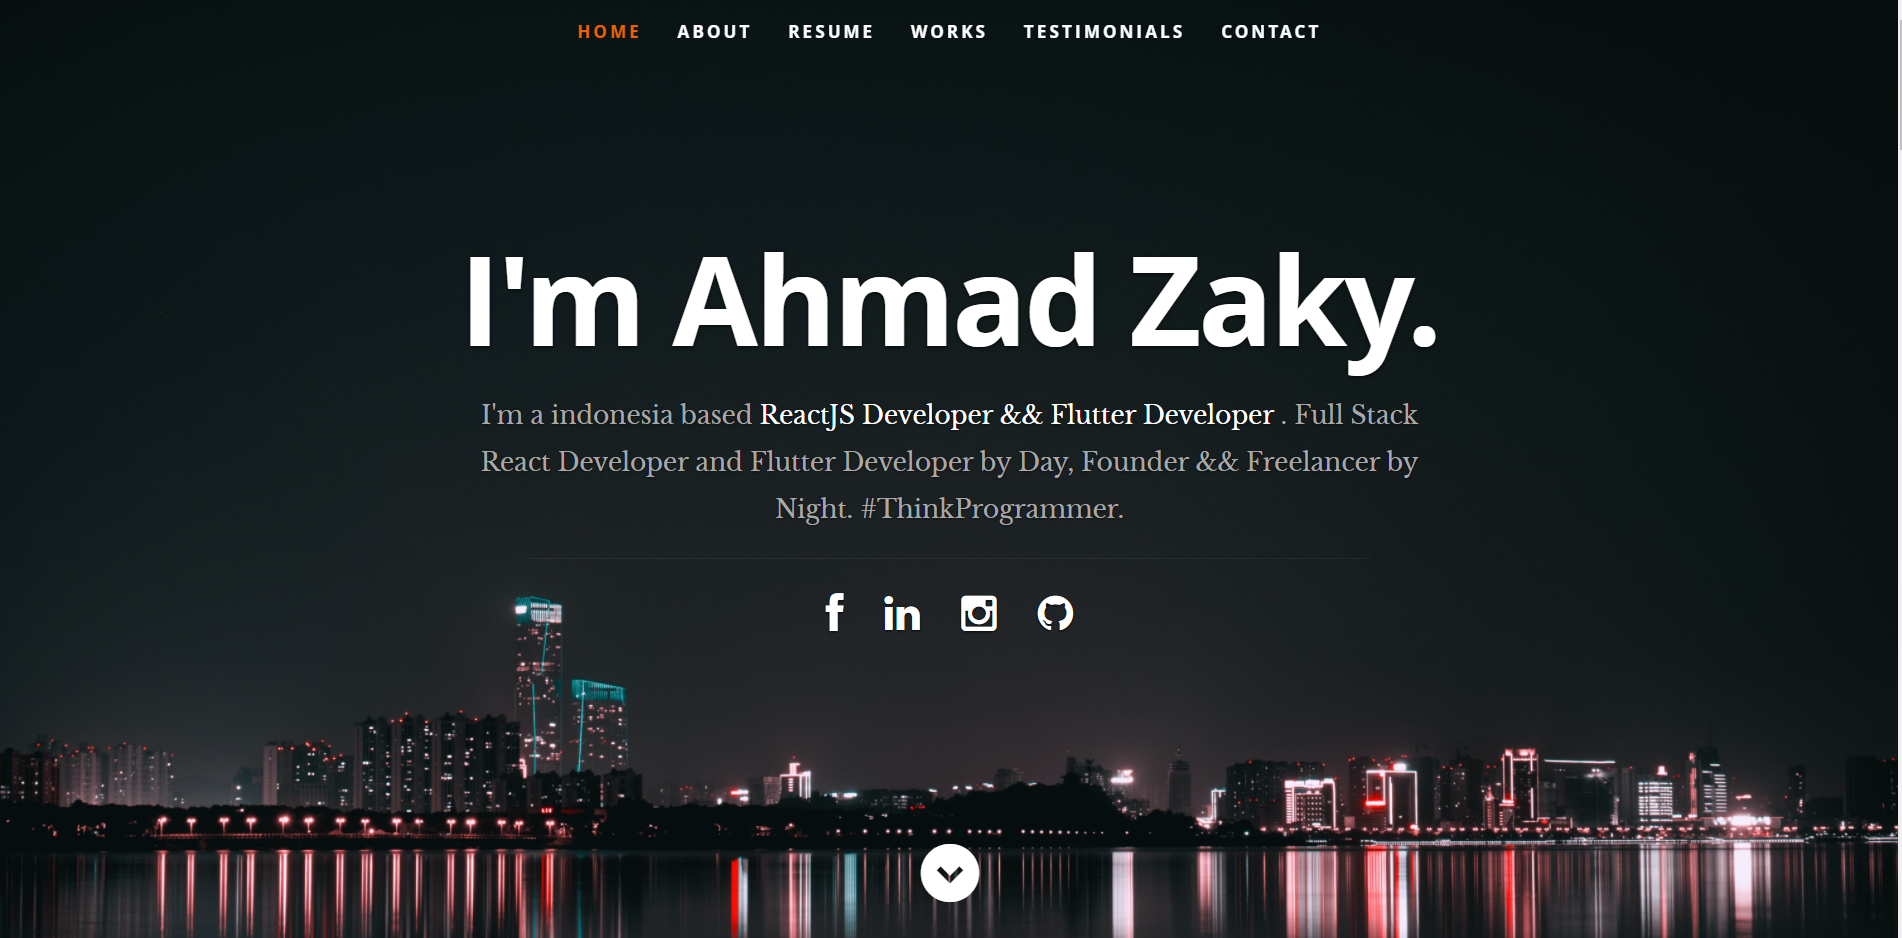 HOME ABOUT RESUME WORKS TESTIMONIALS CONTACT
I'm Ahmad Zaky.
I'm a indonesia based ReactJS Developer && Flutter Developer . Full Stack
React Developer and Flutter Developer by Day, Founder && Freelancer by
Night. #ThinkProgrammer.